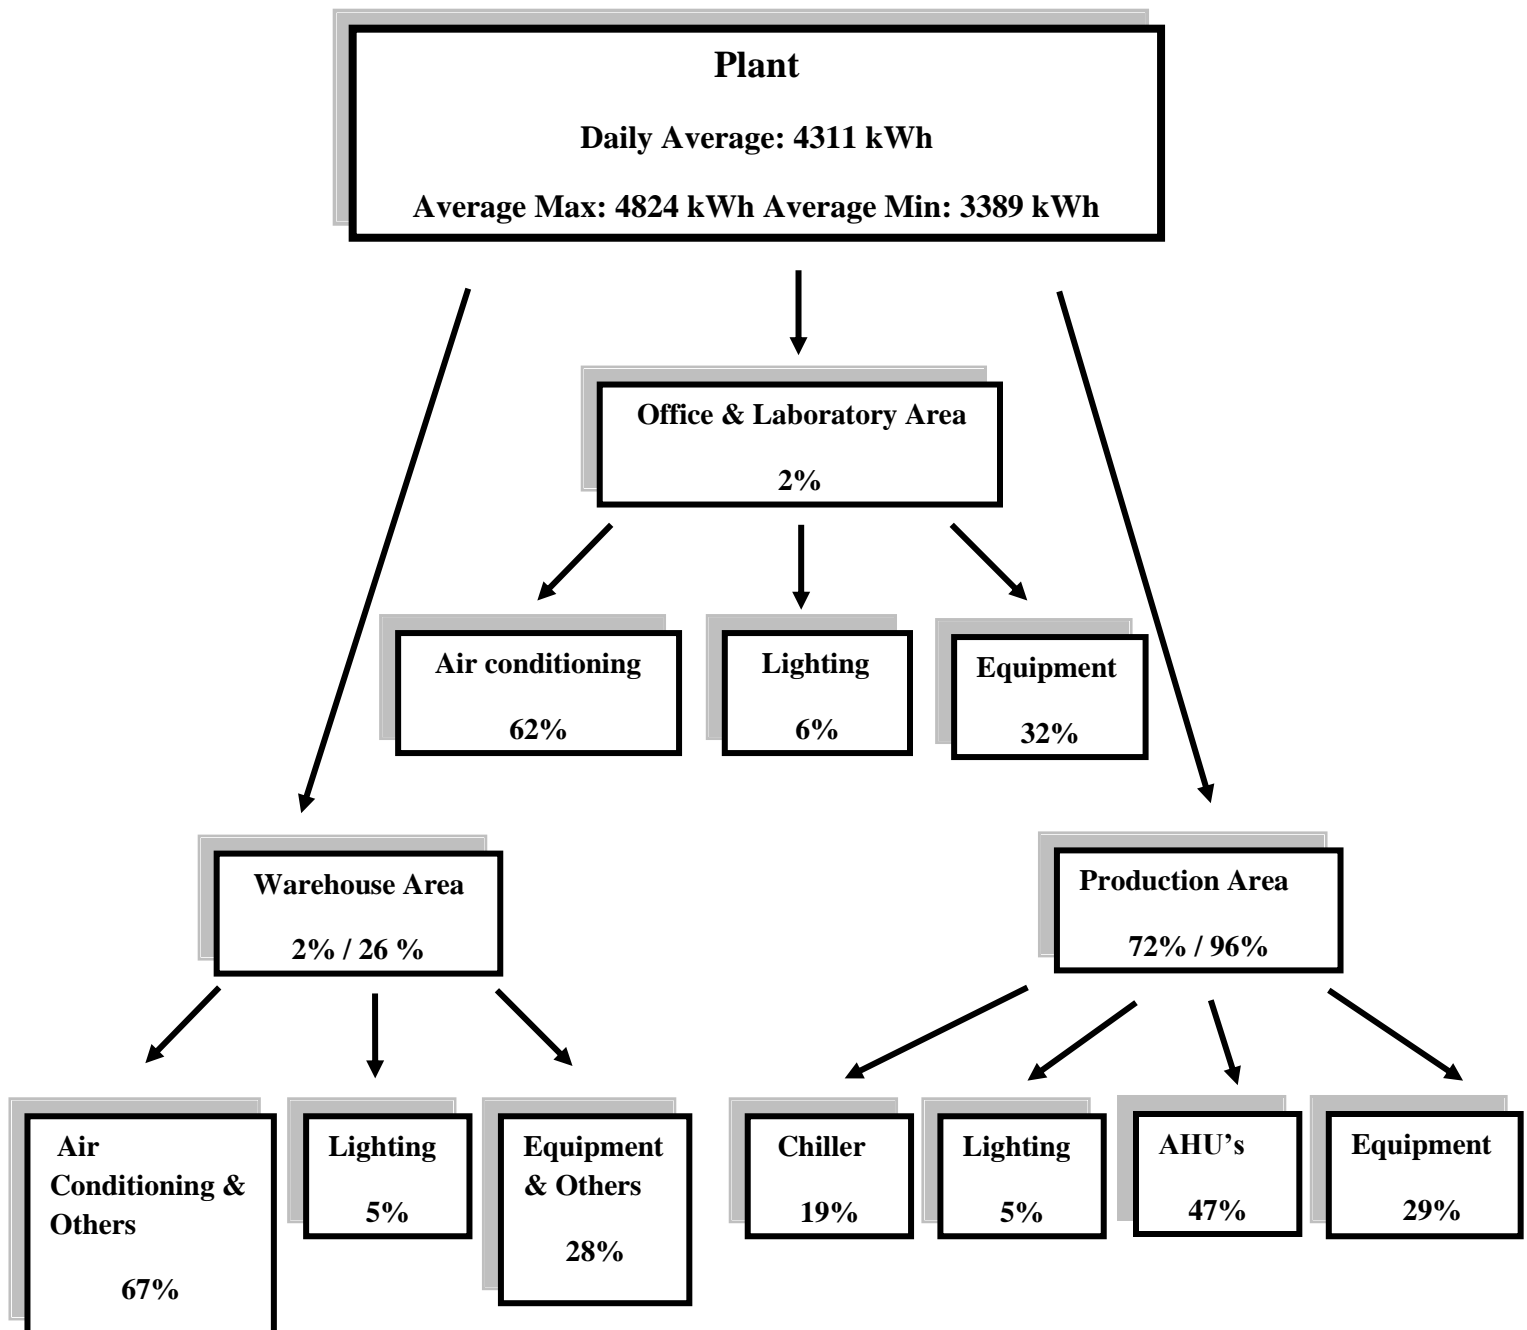 Plant
Daily Average: 4311 kWh
Average Max: 4824 kWh Average Min: 3389 kWh
Office & Laboratory Area
2%
Air conditioning
62%
Lighting
6%
Equipment
32%
Warehouse Area
2% / 26 %
Production Area
72% / 96%
Air
Conditioning &
Others
67%
Lighting
5%
Equipment
& Others
28%
Chiller
19%
Lighting
5%
AHU’s
47%
Equipment
29%